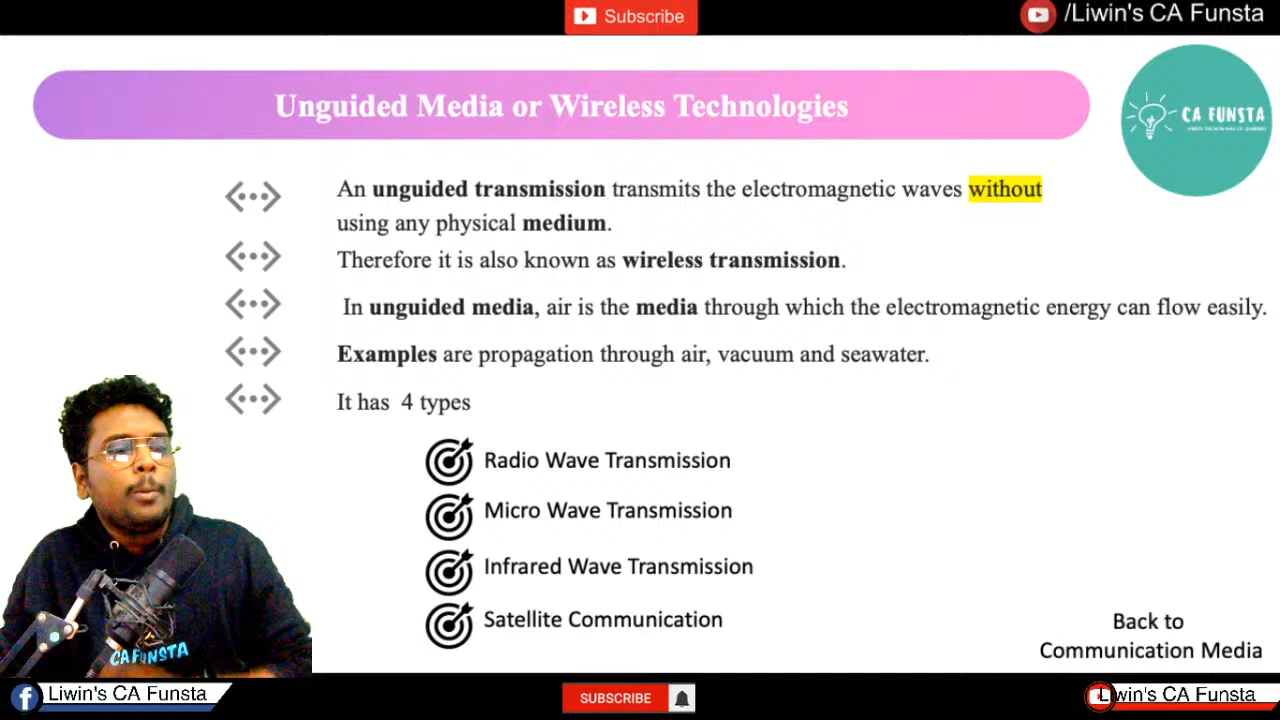 Subscribe
/Liwin's CA Funsta
Unguided Media or Wireless Technologies
CA FUNSTA
An unguided transmission transmits the electromagnetic waves without
using any physical medium.
Therefore it is also known as wireless transmission.
In unguided media, air is the media through which the electromagnetic energy can flow easily.
Examples are propagation through air, vacuum and seawater.
It has 4 types
Radio Wave Transmission
Micro Wave Transmission
Infrared Wave Transmission
Satellite Communication
Back to
Communication Media
CA FUNSTA
Liwin's CA Funsta
SUBSCRIBE
Liwin's CA Funsta